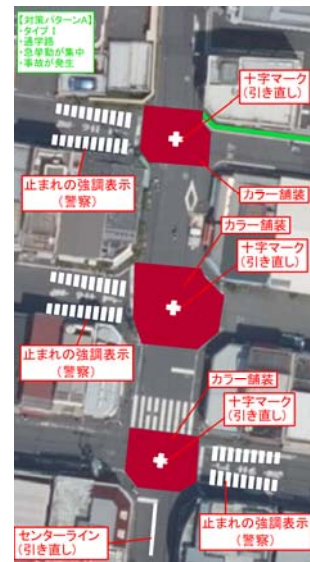 【対策パターンA】
・タイプⅠ
・通学路
・急挙動が集中
・事故が発生
十字マーク
(引き直し)
カラー舗装
止まれの強調表示
(警察)
カラー舗装
十字マーク
(引き直し)
止まれの強調表示
(警察)
カラー舗装
十字マーク
(引き直し)
センターライン
(引き直し)
止まれの強調表示
(警察)